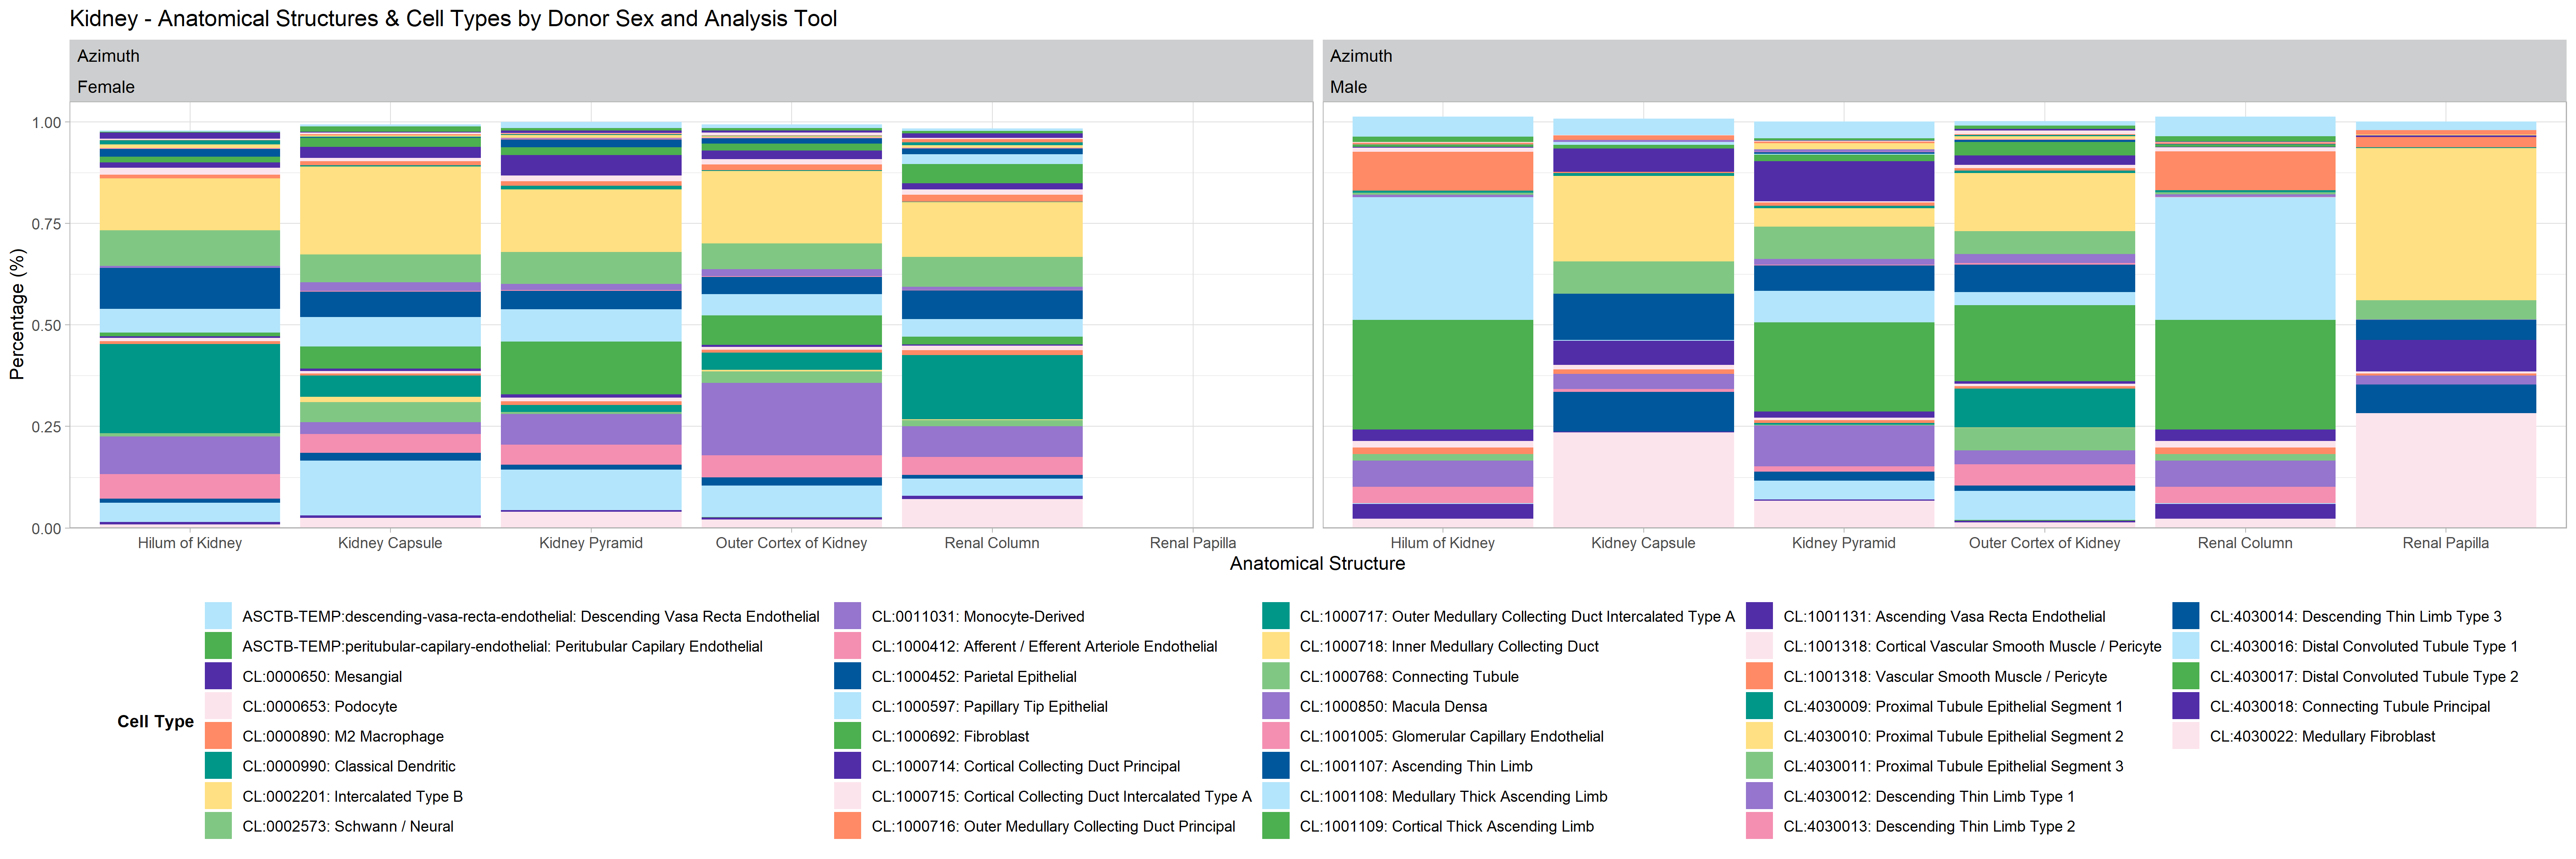 Kidney - Anatomical Structures & Cell Types by Donor Sex and Analysis Tool
Azimuth
Female
Azimuth
Male
Percentage (%)
1.00
0.75
0.50
0.25
0.00
Hilum of Kidney
Kidney Capsule
Kidney Pyramid
Outer Cortex of Kidney
Renal Column
Renal Papilla
Hilum of Kidney
Kidney Capsule
Kidney Pyramid
Outer Cortex of Kidney
Renal Column
Renal Papilla
Anatomical Structure
Cell Type
ASCTB-TEMP:descending-vasa-recta-endothelial: Descending Vasa Recta Endothelial
ASCTB-TEMP:peritubular-capilary-endothelial: Peritubular Capilary Endothelial
CL:0000650: Mesangial
CL:0000653: Podocyte
CL:0000890: M2 Macrophage
CL:0000990: Classical Dendritic
CL:0002201: Intercalated Type B
CL:0002573: Schwann / Neural
CL:0011031: Monocyte-Derived
CL:1000412: Afferent / Efferent Arteriole Endothelial
CL:1000452: Parietal Epithelial
CL:1000597: Papillary Tip Epithelial
CL:1000692: Fibroblast
CL:1000714: Cortical Collecting Duct Principal
CL:1000715: Cortical Collecting Duct Intercalated Type A
CL:1000716: Outer Medullary Collecting Duct Principal
CL:1000717: Outer Medullary Collecting Duct Intercalated Type A
CL:1000718: Inner Medullary Collecting Duct
CL:1000768: Connecting Tubule
CL:1000850: Macula Densa
CL:1001005: Glomerular Capillary Endothelial
CL:1001107: Ascending Thin Limb
CL:1001108: Medullary Thick Ascending Limb
CL:1001109: Cortical Thick Ascending Limb
CL:1001131: Ascending Vasa Recta Endothelial
CL:1001318: Cortical Vascular Smooth Muscle / Pericyte
CL:1001318: Vascular Smooth Muscle / Pericyte
CL:4030009: Proximal Tubule Epithelial Segment 1
CL:4030010: Proximal Tubule Epithelial Segment 2
CL:4030011: Proximal Tubule Epithelial Segment 3
CL:4030012: Descending Thin Limb Type 1
CL:4030013: Descending Thin Limb Type 2
CL:4030014: Descending Thin Limb Type 3
CL:4030016: Distal Convoluted Tubule Type 1
CL:4030017: Distal Convoluted Tubule Type 2
CL:4030018: Connecting Tubule Principal
CL:4030022: Medullary Fibroblast